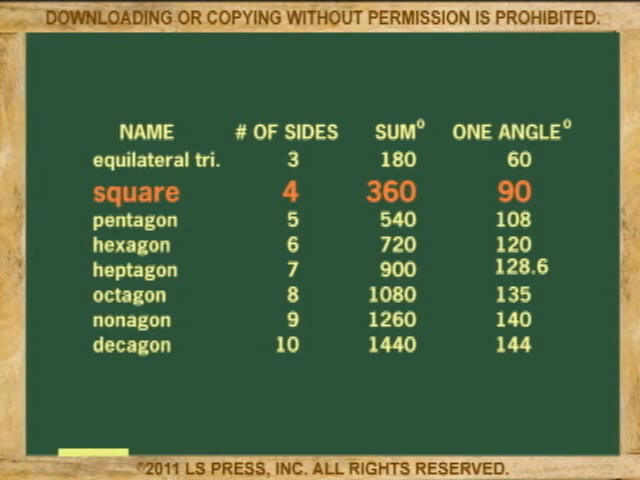 DOWNLOADING OR COPYING WITHOUT PERMISSION IS PROHIBITED.
NAME # OF SIDES SUM° ONE ANGLE°
equilateral tri. 3 180 60
square 4 360 90
pentagon 5 540 108
hexagon 6 720 120
heptagon 7 900 128.6
octagon 8 1080 135
nonagon 9 1260 140
decagon 10 1440 144
©2011 LS PRESS, INC. ALL RIGHTS RESERVED.